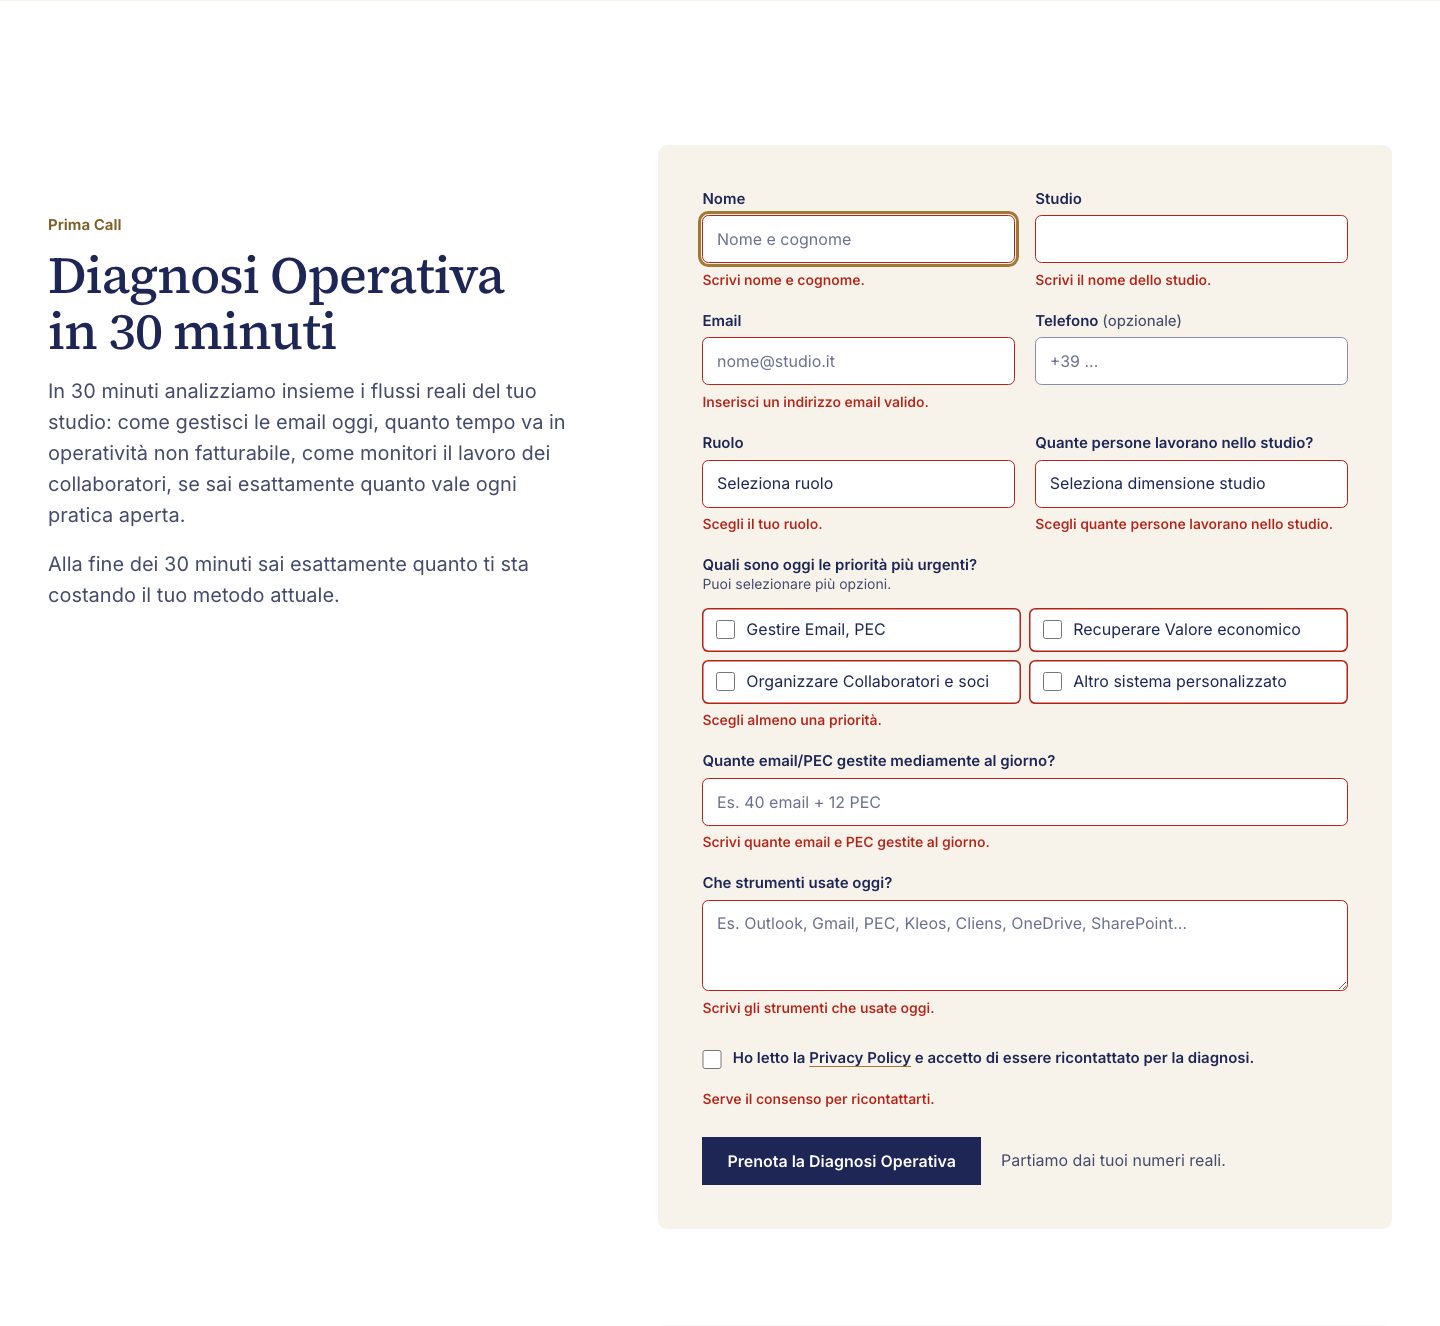 Prima Call
Diagnosi Operativa
in 30 minuti
In 30 minuti analizziamo insieme i flussi reali del tuo
studio: come gestisci le email oggi, quanto tempo va in
operatività non fatturabile, come monitori il lavoro dei
collaboratori, se sai esattamente quanto vale ogni
pratica aperta.
Alla fine dei 30 minuti sai esattamente quanto ti sta
costando il tuo metodo attuale.
Nome
Nome e cognome
Scrivi nome e cognome.
Studio
Scrivi il nome dello studio.
Email
nome@studio.it
Inserisci un indirizzo email valido.
Telefono (opzionale)
+39 ...
Ruolo
Seleziona ruolo
Scegli il tuo ruolo.
Quante persone lavorano nello studio?
Seleziona dimensione studio
Scegli quante persone lavorano nello studio.
Quali sono oggi le priorità più urgenti?
Puoi selezionare più opzioni.
Gestire Email, PEC
Recuperare Valore economico
Organizzare Collaboratori e soci
Altro sistema personalizzato
Scegli almeno una priorità.
Quante email/PEC gestite mediamente al giorno?
Es. 40 email + 12 PEC
Scrivi quante email e PEC gestite al giorno.
Che strumenti usate oggi?
Es. Outlook, Gmail, PEC, Kleos, Cliens, OneDrive, SharePoint...
Scrivi gli strumenti che usate oggi.
Ho letto la Privacy Policy e accetto di essere ricontattato per la diagnosi.
Serve il consenso per ricontattarti.
Prenota la Diagnosi Operativa
Partiamo dai tuoi numeri reali.